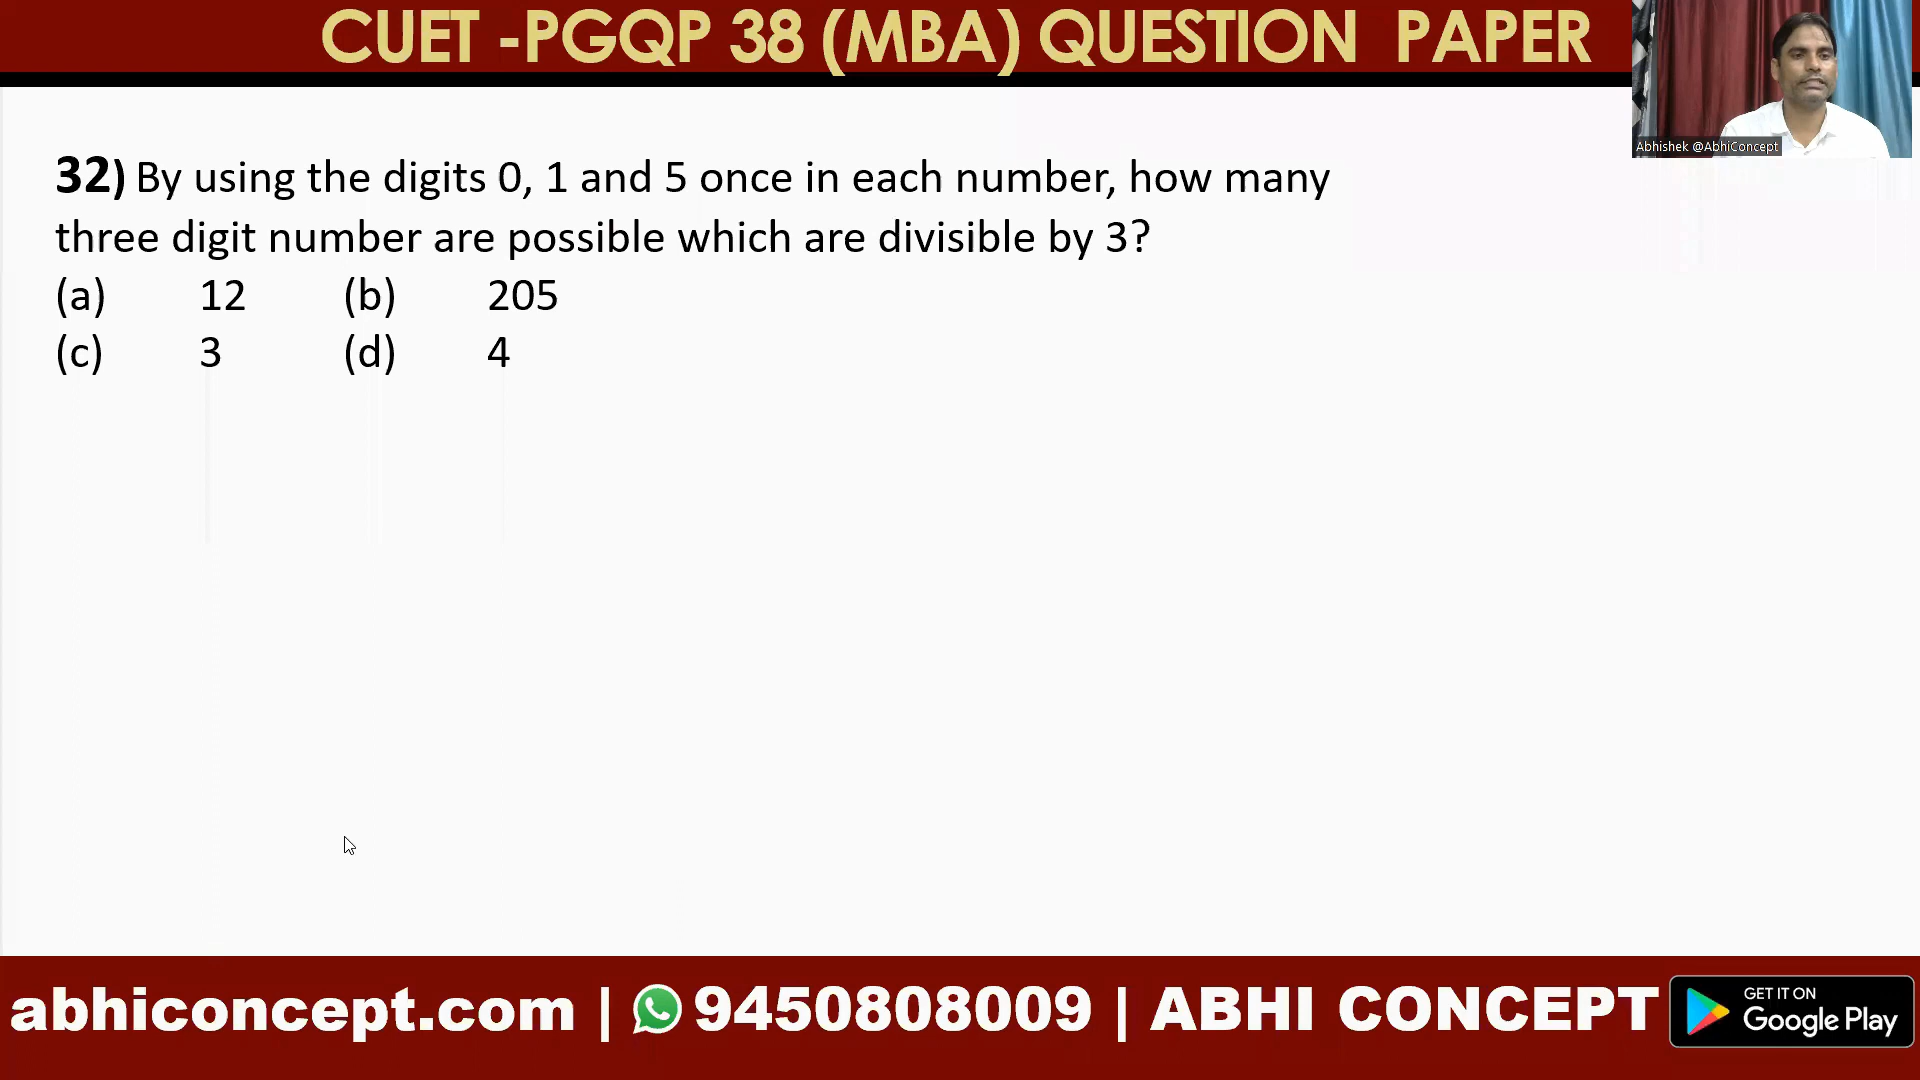 CUET -PGQP 38 (MBA) QUESTION PAPER
Abhishek @AbhiConcept
32) By using the digits 0, 1 and 5 once in each number, how many
three digit number are possible which are divisible by 3?
(a) 12 (b) 205
(c) 3 (d) 4
abhiconcept.com | 9450808009 | ABHI CONCEPT
GET IT ON
Google Play